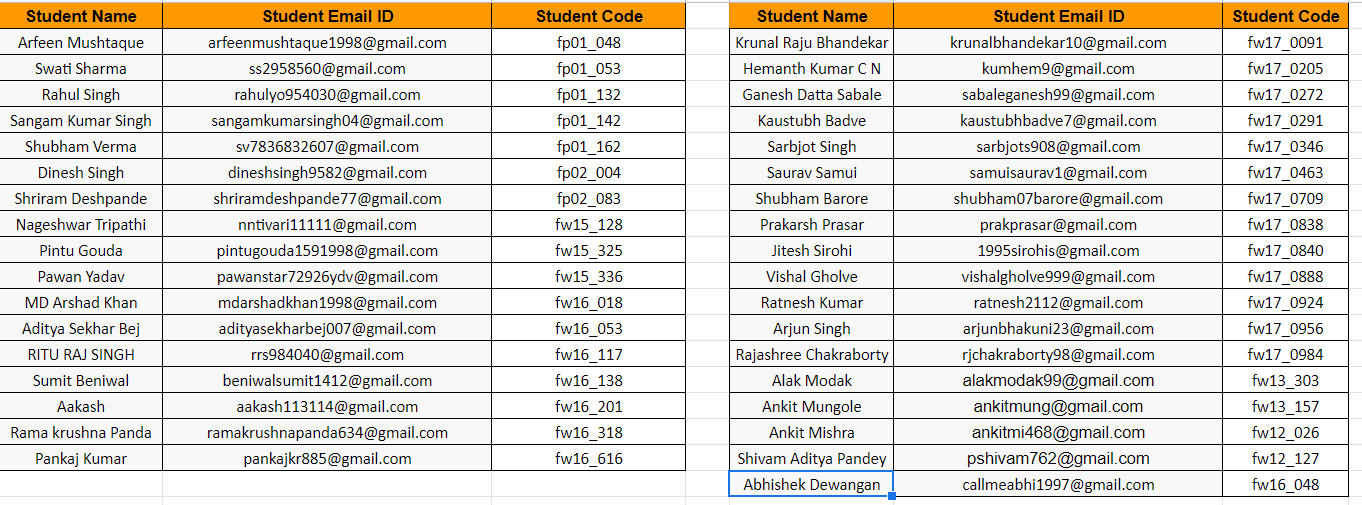 Student Name Student Email ID Student Code
Arfeen Mushtaque arfeenmushtaque1998@gmail.com fp01_048
Swati Sharma ss2958560@gmail.com fp01_053
Rahul Singh rahulyo954030@gmail.com fp01_132
Sangam Kumar Singh sangamkumarsingh04@gmail.com fp01_142
Shubham Verma sv7836832607@gmail.com fp01_162
Dinesh Singh dineshsingh9582@gmail.com fp02_004
Shriram Deshpande shriramdeshpande77@gmail.com fp02_083
Nageshwar Tripathi nntivari11111@gmail.com fw15_128
Pintu Gouda pintugouda1591998@gmail.com fw15_325
Pawan Yadav pawanstar72926ydv@gmail.com fw15_336
MD Arshad Khan mdarshadkhan1998@gmail.com fw16_018
Aditya Sekhar Bej adityasekharbej007@gmail.com fw16_053
RITU RAJ SINGH rrs984040@gmail.com fw16_117
Sumit Beniwal beniwalsumit1412@gmail.com fw16_138
Aakash aakash113114@gmail.com fw16_201
Rama krushna Panda ramakrushnapanda634@gmail.com fw16_318
Pankaj Kumar pankajkr885@gmail.com fw16_616
Student Name Student Email ID Student Code
Krunal Raju Bhandekar krunalbhandekar10@gmail.com fw17_0091
Hemanth Kumar C N kumhem9@gmail.com fw17_0205
Ganesh Datta Sabale sabaleganesh99@gmail.com fw17_0272
Kaustubh Badve kaustubhbadve7@gmail.com fw17_0291
Sarbjot Singh sarbjots908@gmail.com fw17_0346
Saurav Samui samuisaurav1@gmail.com fw17_0463
Shubham Barore shubham07barore@gmail.com fw17_0709
Prakarsh Prasar prakprasar@gmail.com fw17_0838
Jitesh Sirohi 1995sirohis@gmail.com fw17_0840
Vishal Gholve vishalgholve999@gmail.com fw17_0888
Ratnesh Kumar ratnesh2112@gmail.com fw17_0924
Arjun Singh arjunbhakuni23@gmail.com fw17_0956
Rajashree Chakraborty rjchakraborty98@gmail.com fw17_0984
Alak Modak alakmodak99@gmail.com fw13_303
Ankit Mungole ankitmung@gmail.com fw13_157
Ankit Mishra ankitmi468@gmail.com fw12_026
Shivam Aditya Pandey pshivam762@gmail.com fw12_127
Abhishek Dewangan callmeabhi1997@gmail.com fw16_048